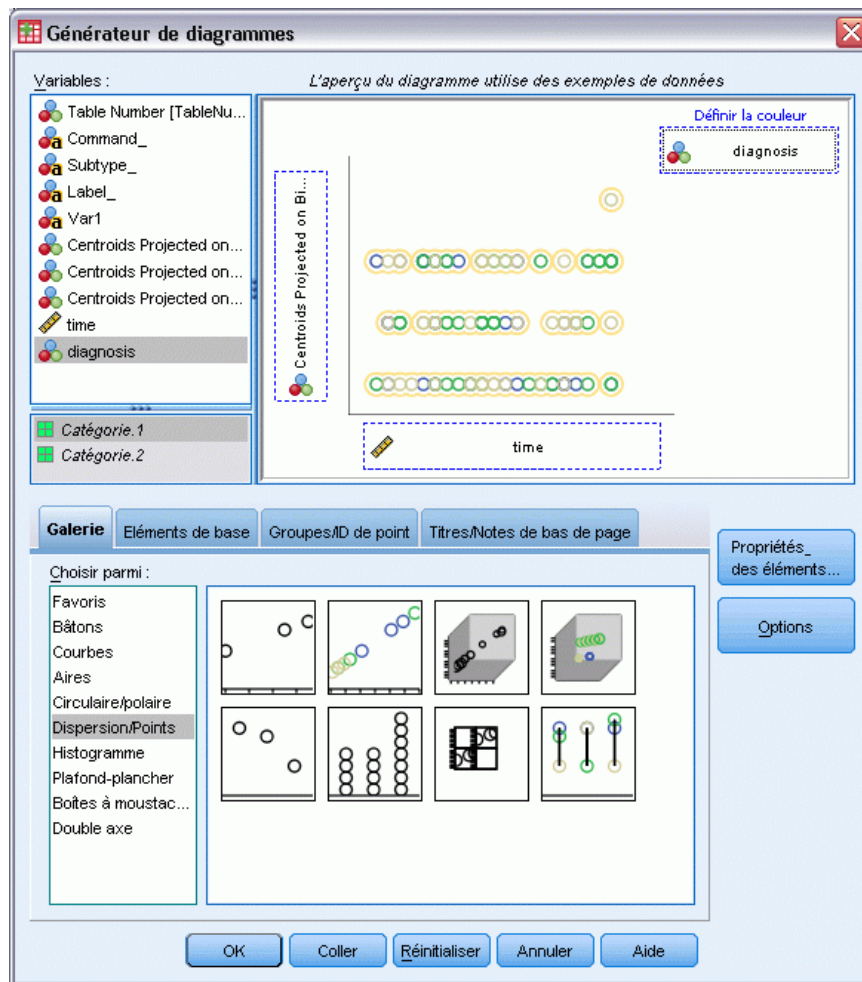 Générateur de diagrammes
Variables :
L'aperçu du diagramme utilise des exemples de données
Table Number [TableNu...
Command_
Subtype_
Label_
Var1
Centroids Projected on...
Centroids Projected on...
Centroids Projected on...
time
diagnosis
Catégorie.1
Catégorie.2
Définir la couleur
diagnosis
Centroids Projected on Bi...
time
Galerie
Eléments de base
Groupes/ID de point
Titres/Notes de bas de page
Choisir parmi :
Favoris
Bâtons
Courbes
Aires
Circulaire/polaire
Dispersion/Points
Histogramme
Plafond-plancher
Boîtes à moustac...
Double axe
Propriétés_
des éléments...
Options
OK
Coller
Réinitialiser
Annuler
Aide